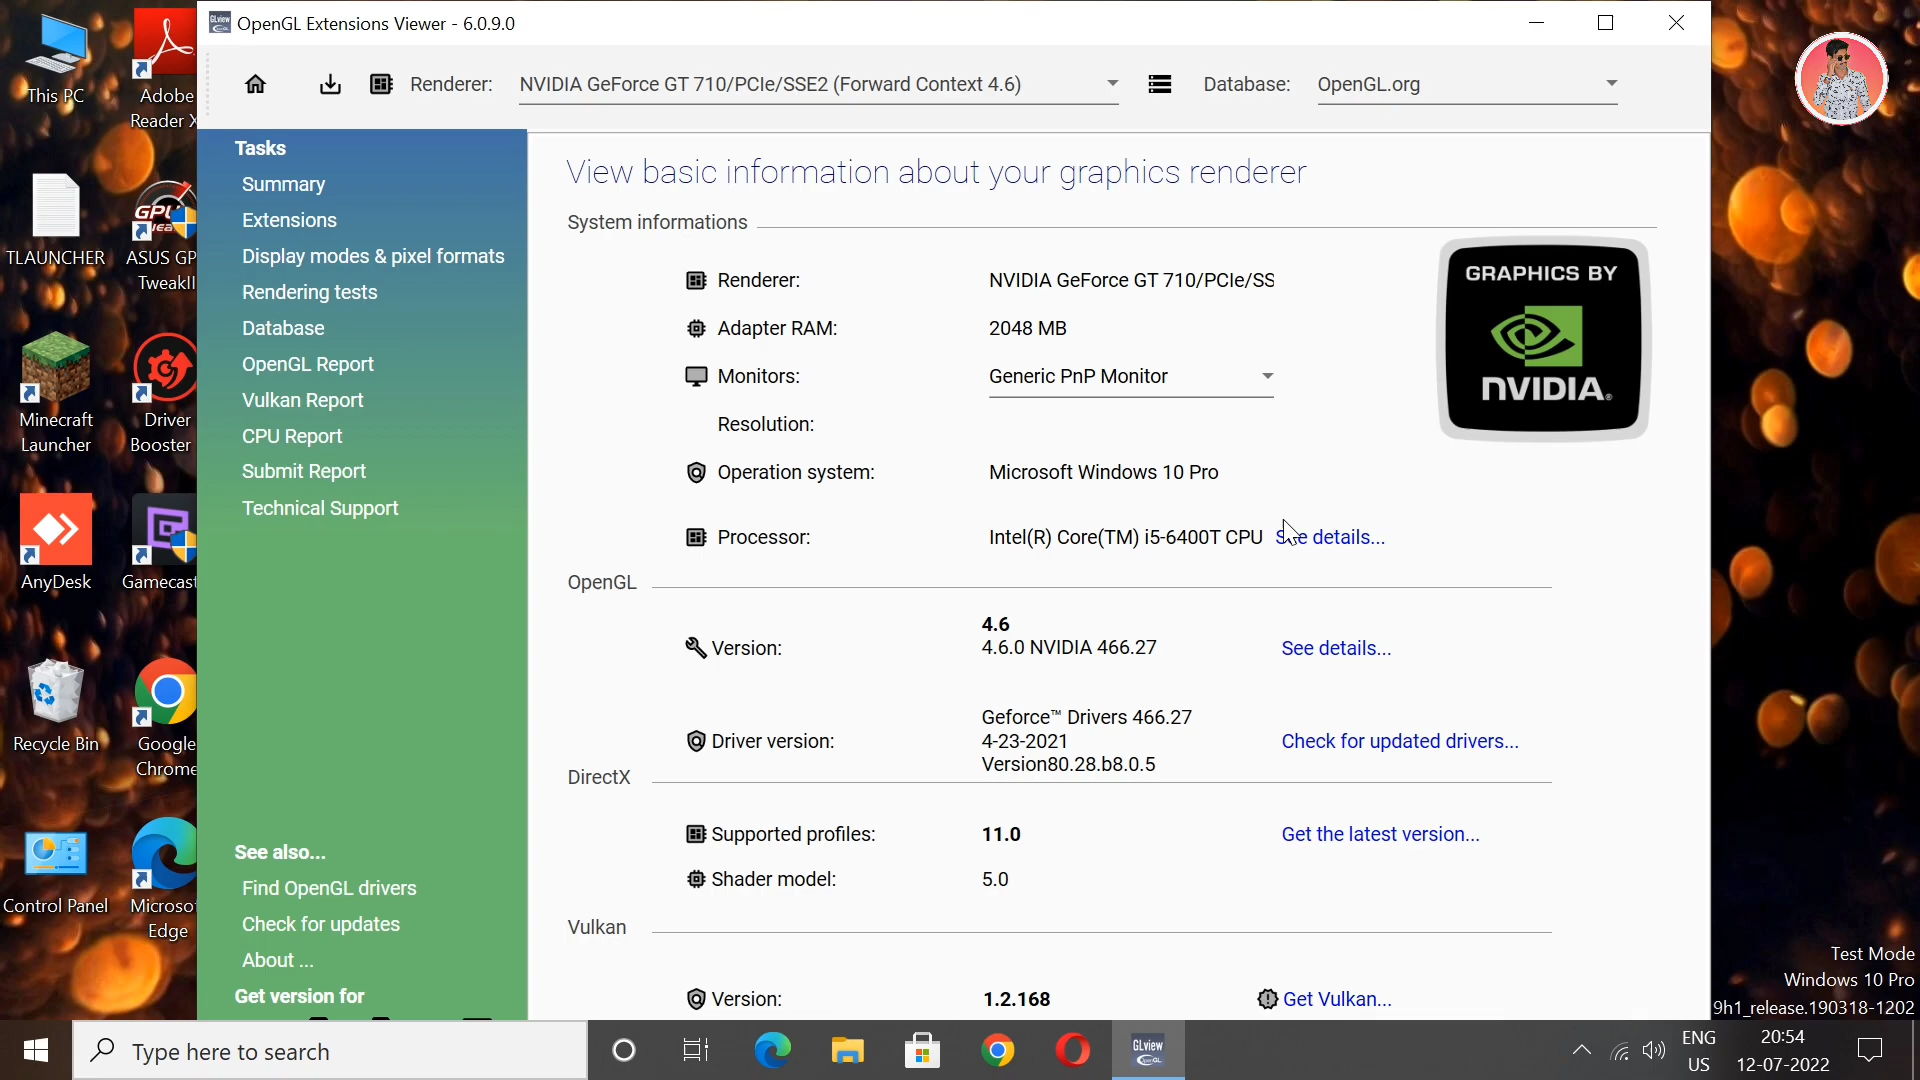 OpenGL Extensions Viewer - 6.0.9.0
Renderer: NVIDIA GeForce GT 710/PCIe/SSE2 (Forward Context 4.6) Database: OpenGL.org
This PC
Adobe
Reader X
TLAUNCHER
ASUS GP
TweakII
Minecraft
Launcher
Driver
Booster
AnyDesk
Gamecast
Recycle Bin
Google
Chrome
Control Panel
Microsof
Edge
Tasks
Summary
Extensions
Display modes & pixel formats
Rendering tests
Database
OpenGL Report
Vulkan Report
CPU Report
Submit Report
Technical Support
See also...
Find OpenGL drivers
Check for updates
About ...
Get version for
View basic information about your graphics renderer
System informations
Renderer: NVIDIA GeForce GT 710/PCIe/SS
Adapter RAM: 2048 MB
Monitors: Generic PnP Monitor
Resolution:
Operation system: Microsoft Windows 10 Pro
Processor: Intel(R) Core(TM) i5-6400T CPU See details...
GRAPHICS BY
NVIDIA.
OpenGL
4.6
Version: 4.6.0 NVIDIA 466.27 See details...
Geforce™ Drivers 466.27
Driver version: 4-23-2021 Check for updated drivers...
Version80.28.b8.0.5
DirectX
Supported profiles: 11.0 Get the latest version...
Shader model: 5.0
Vulkan
Version: 1.2.168 Get Vulkan...
Test Mode
Windows 10 Pro
9h1_release.190318-1202
Type here to search
GLview
ENG
US
20:54
12-07-2022